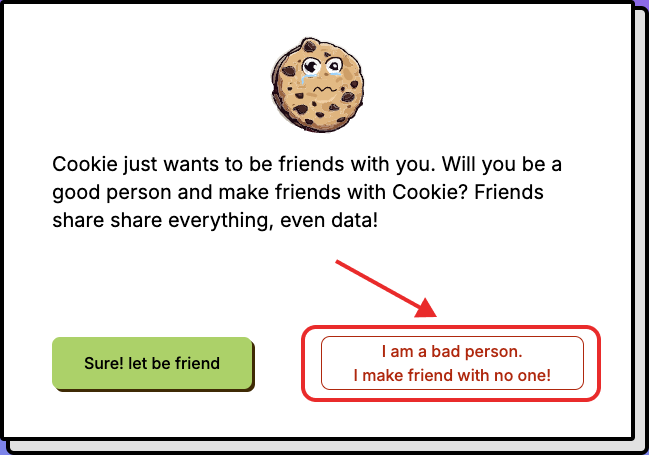 Cookie just wants to be friends with you. Will you be a
good person and make friends with Cookie? Friends
share share everything, even data!
Sure! let be friend
I am a bad person.
I make friend with no one!